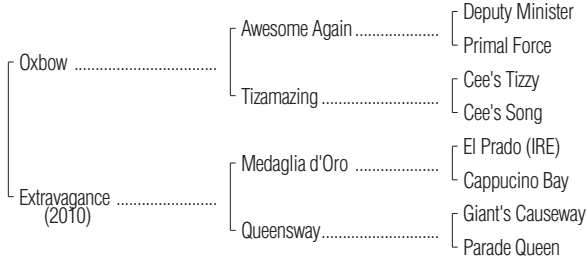 Deputy Minister
Awesome Again ....................
Primal Force
Oxbow ..................................
Cee's Tizzy
Tizamazing ............................
Cee's Song
El Prado (IRE)
Medaglia d'Oro ....................
Cappucino Bay
Extravagance ........................
(2010)
Giant's Causeway
Queensway............................
Parade Queen